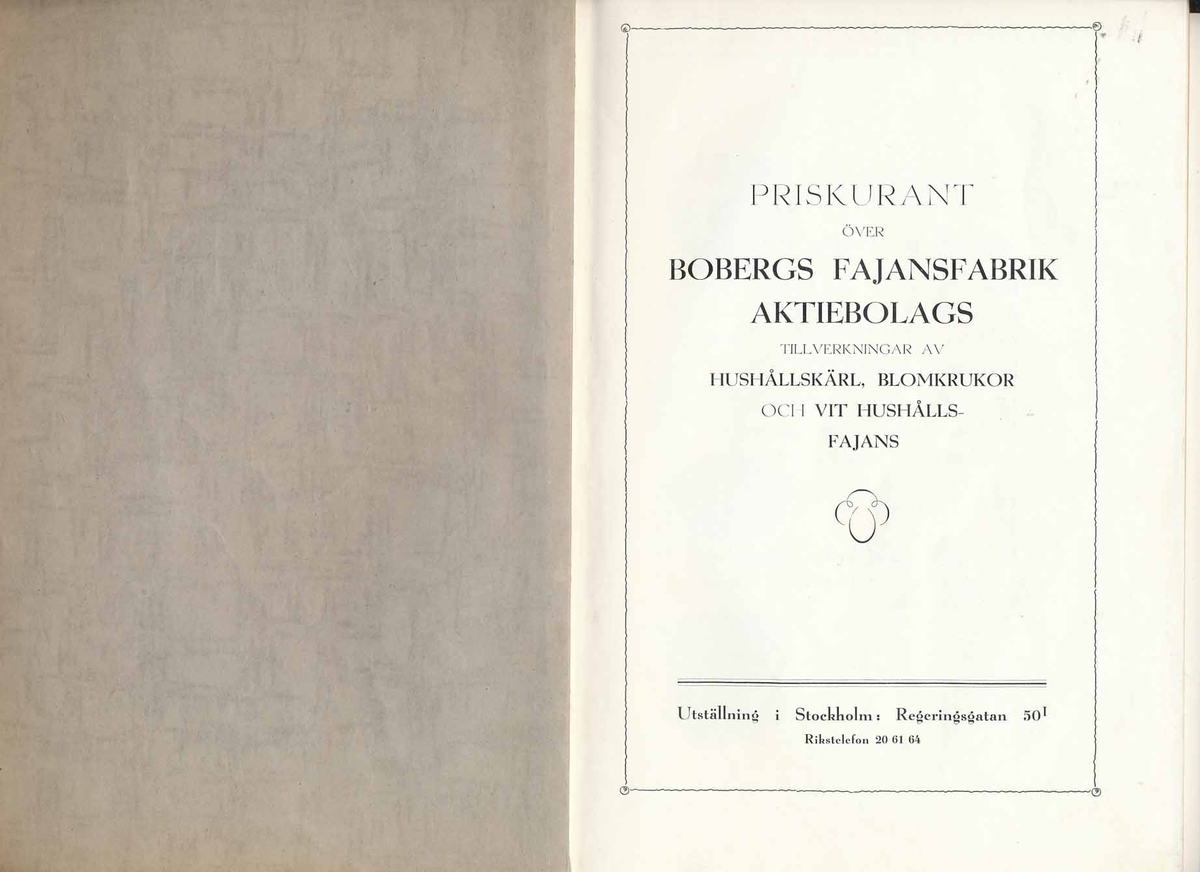 PRISKURANT
ÖVER
BOBERGS FAJANSFABRIK
AKTIEBOLAGS
TILLVERKNINGAR AV
HUSHÅLLSKÄRL, BLOMKRUKOR
OCH VIT HUSHÅLLS-
FAJANS
Utställning i Stockholm: Regeringsgatan 50 I
Rikstelefon 20 61 64